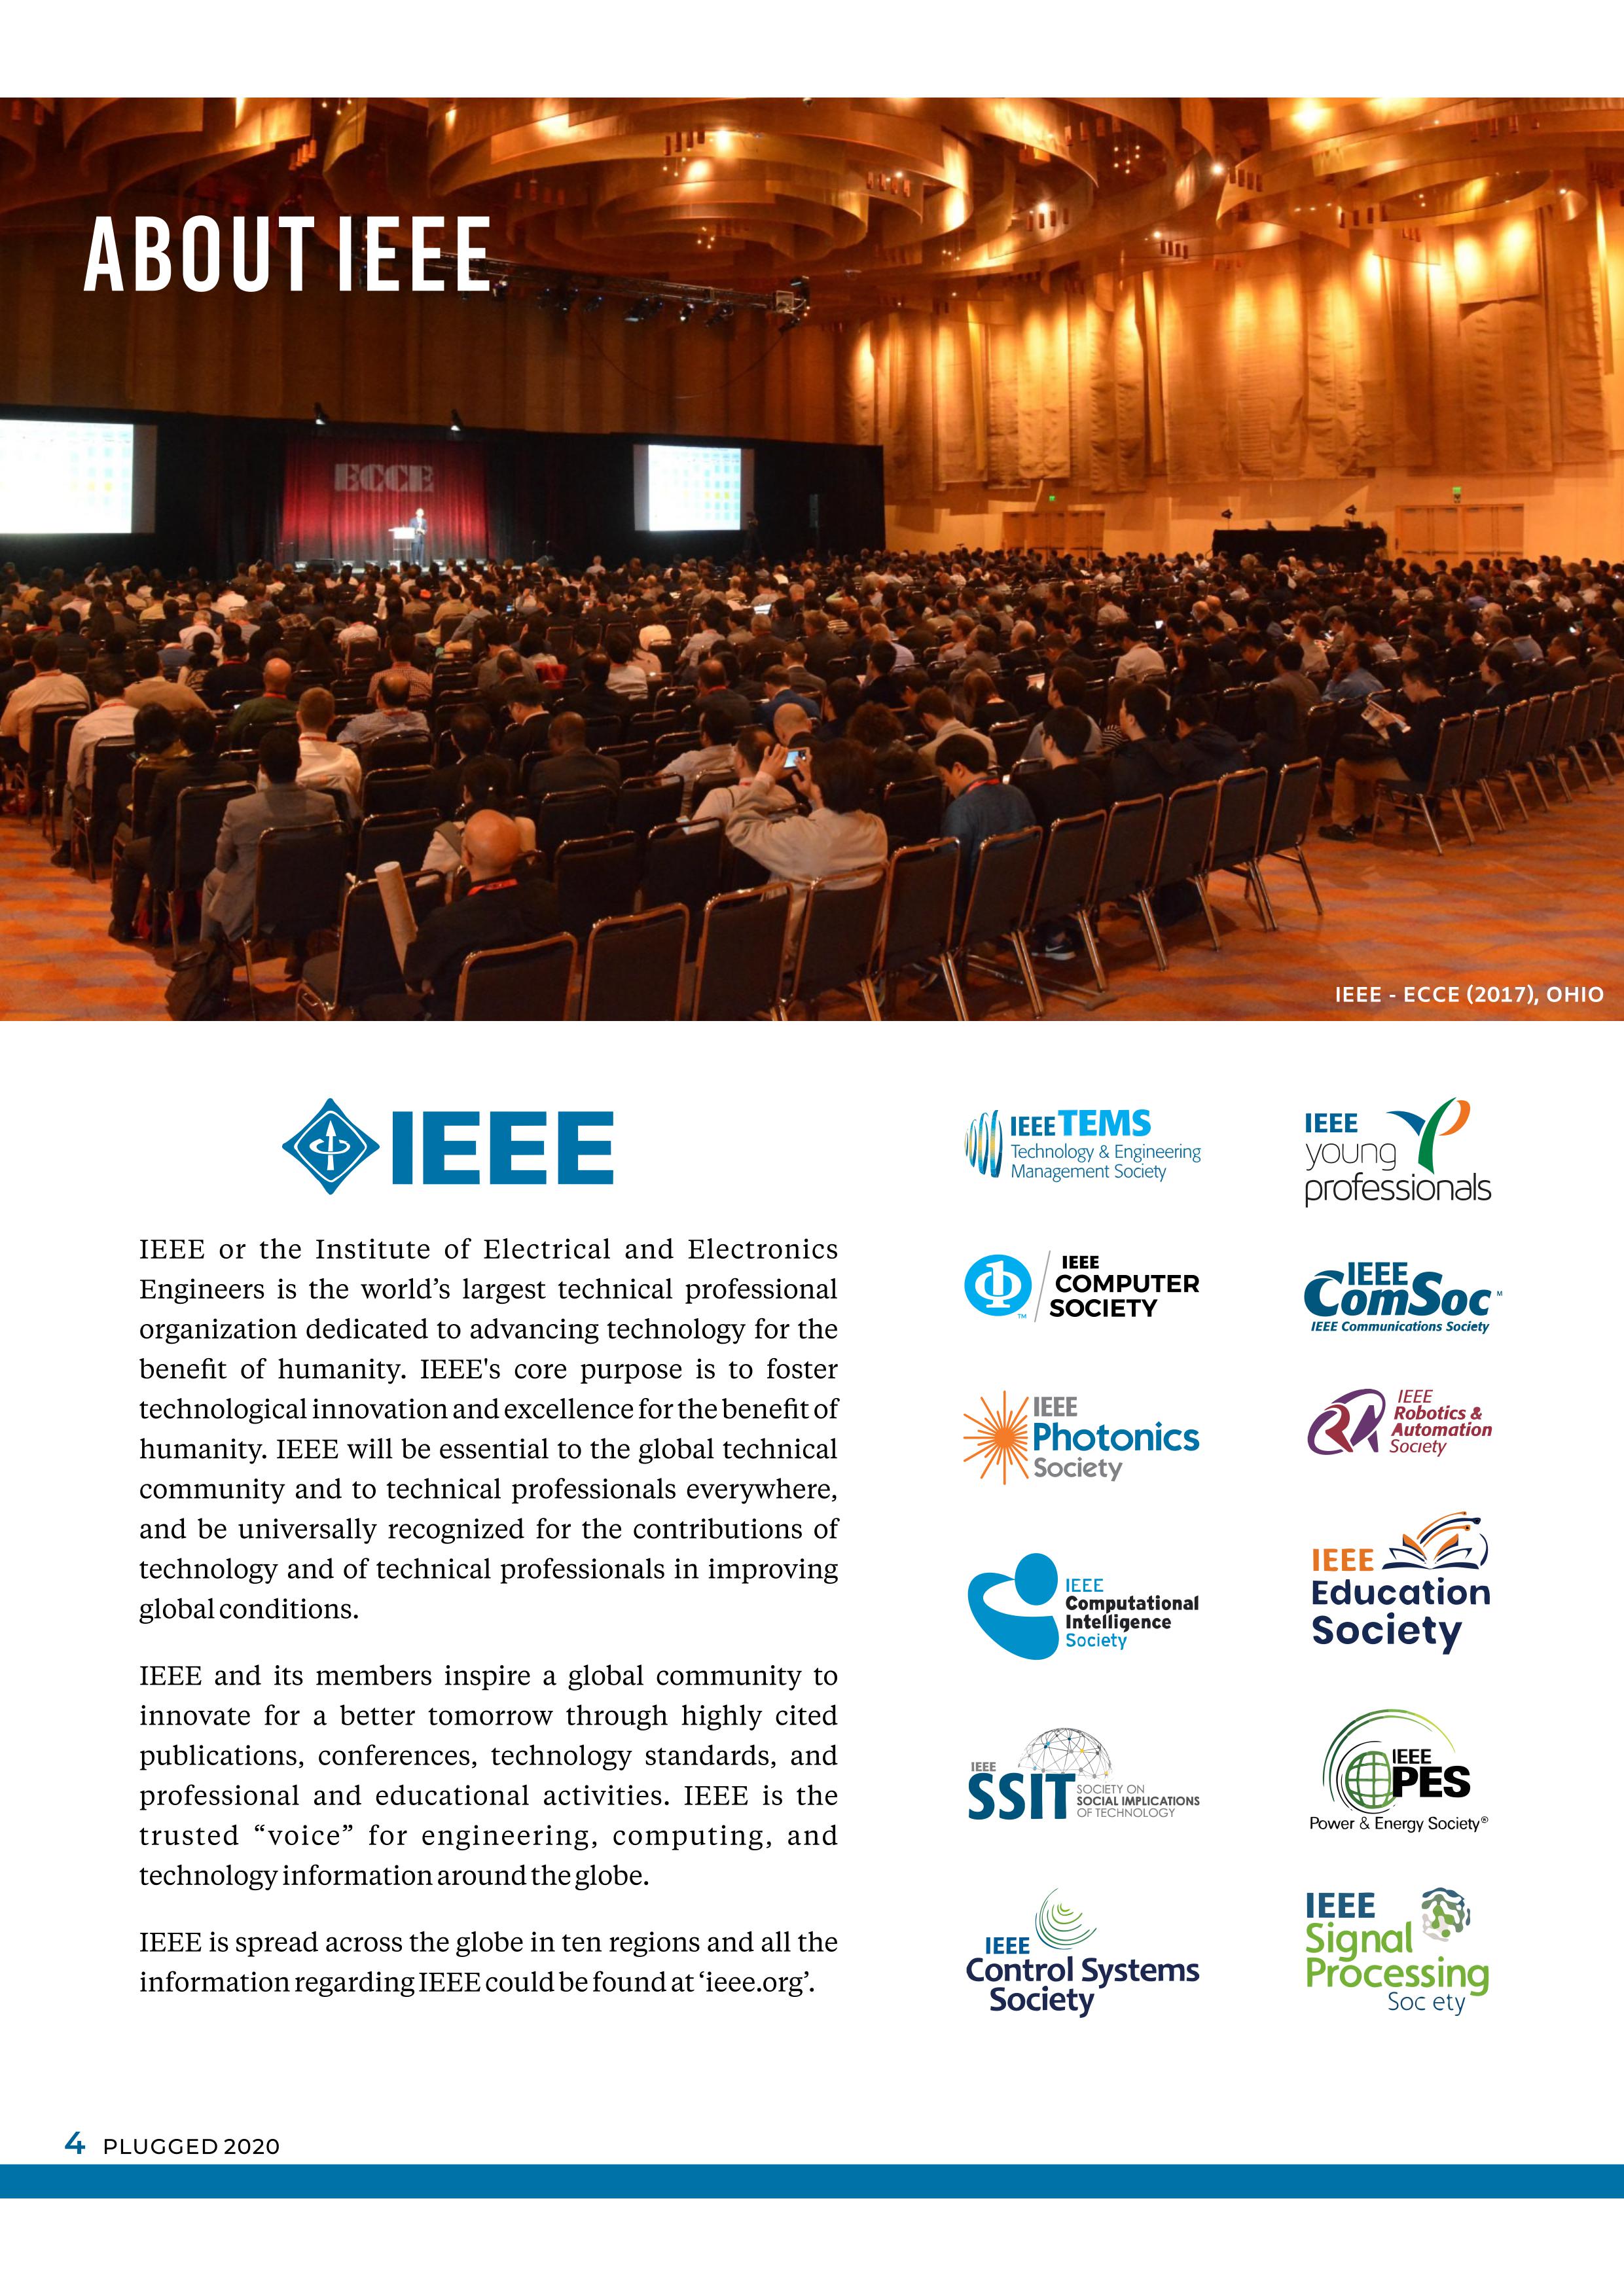 ABOUT IEEE
ECCE
IEEE - ECCE (2017), OHIO
IEEE
IEEE or the Institute of Electrical and Electronics
Engineers is the world’s largest technical professional
organization dedicated to advancing technology for the
benefit of humanity. IEEE's core purpose is to foster
technological innovation and excellence for the benefit of
humanity. IEEE will be essential to the global technical
community and to technical professionals everywhere,
and be universally recognized for the contributions of
technology and of technical professionals in improving
global conditions.
IEEE and its members inspire a global community to
innovate for a better tomorrow through highly cited
publications, conferences, technology standards, and
professional and educational activities. IEEE is the
trusted “voice” for engineering, computing, and
technology information around the globe.
IEEE is spread across the globe in ten regions and all the
information regarding IEEE could be found at ‘ieee.org’.
IEEE TEMS
Technology & Engineering
Management Society
IEEE
young
professionals
IEEE
COMPUTER
SOCIETY
TM
IEEE
ComSoc M
IEEE Communications Society
IEEE
Photonics
Society
IEEE
Robotics &
Automation
Society
IEEE
Computational
Intelligence
Society
IEEE
Education
Society
IEEE
SSIT
SOCIETY ON
SOCIAL IMPLICATIONS
OF TECHNOLOGY
IEEE
PES
Power & Energy Society®
IEEE
Control Systems
Society
IEEE
Signal
Processing
Soc ety
4 PLUGGED 2020